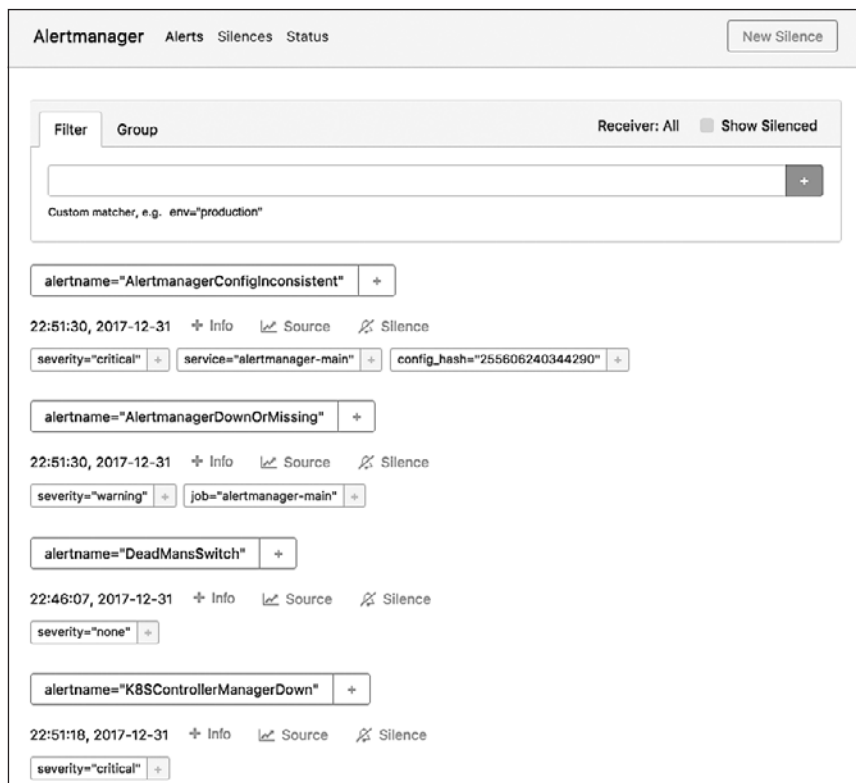 Alertmanager Alerts Silences Status New Silence
Filter Group Receiver: All Show Silenced
+
Custom matcher, e.g. env="production"
alertname="AlertmanagerConfigInconsistent" +
22:51:30, 2017-12-31 + Info Source Silence
severity="critical" + service="alertmanager-main" + config_hash="255606240344290" +
alertname="AlertmanagerDownOrMissing" +
22:51:30, 2017-12-31 + Info Source Silence
severity="warning" + job="alertmanager-main" +
alertname="DeadMansSwitch" +
22:46:07, 2017-12-31 + Info Source Silence
severity="none" +
alertname="K8SControllerManagerDown" +
22:51:18, 2017-12-31 + Info Source Silence
severity="critical" +